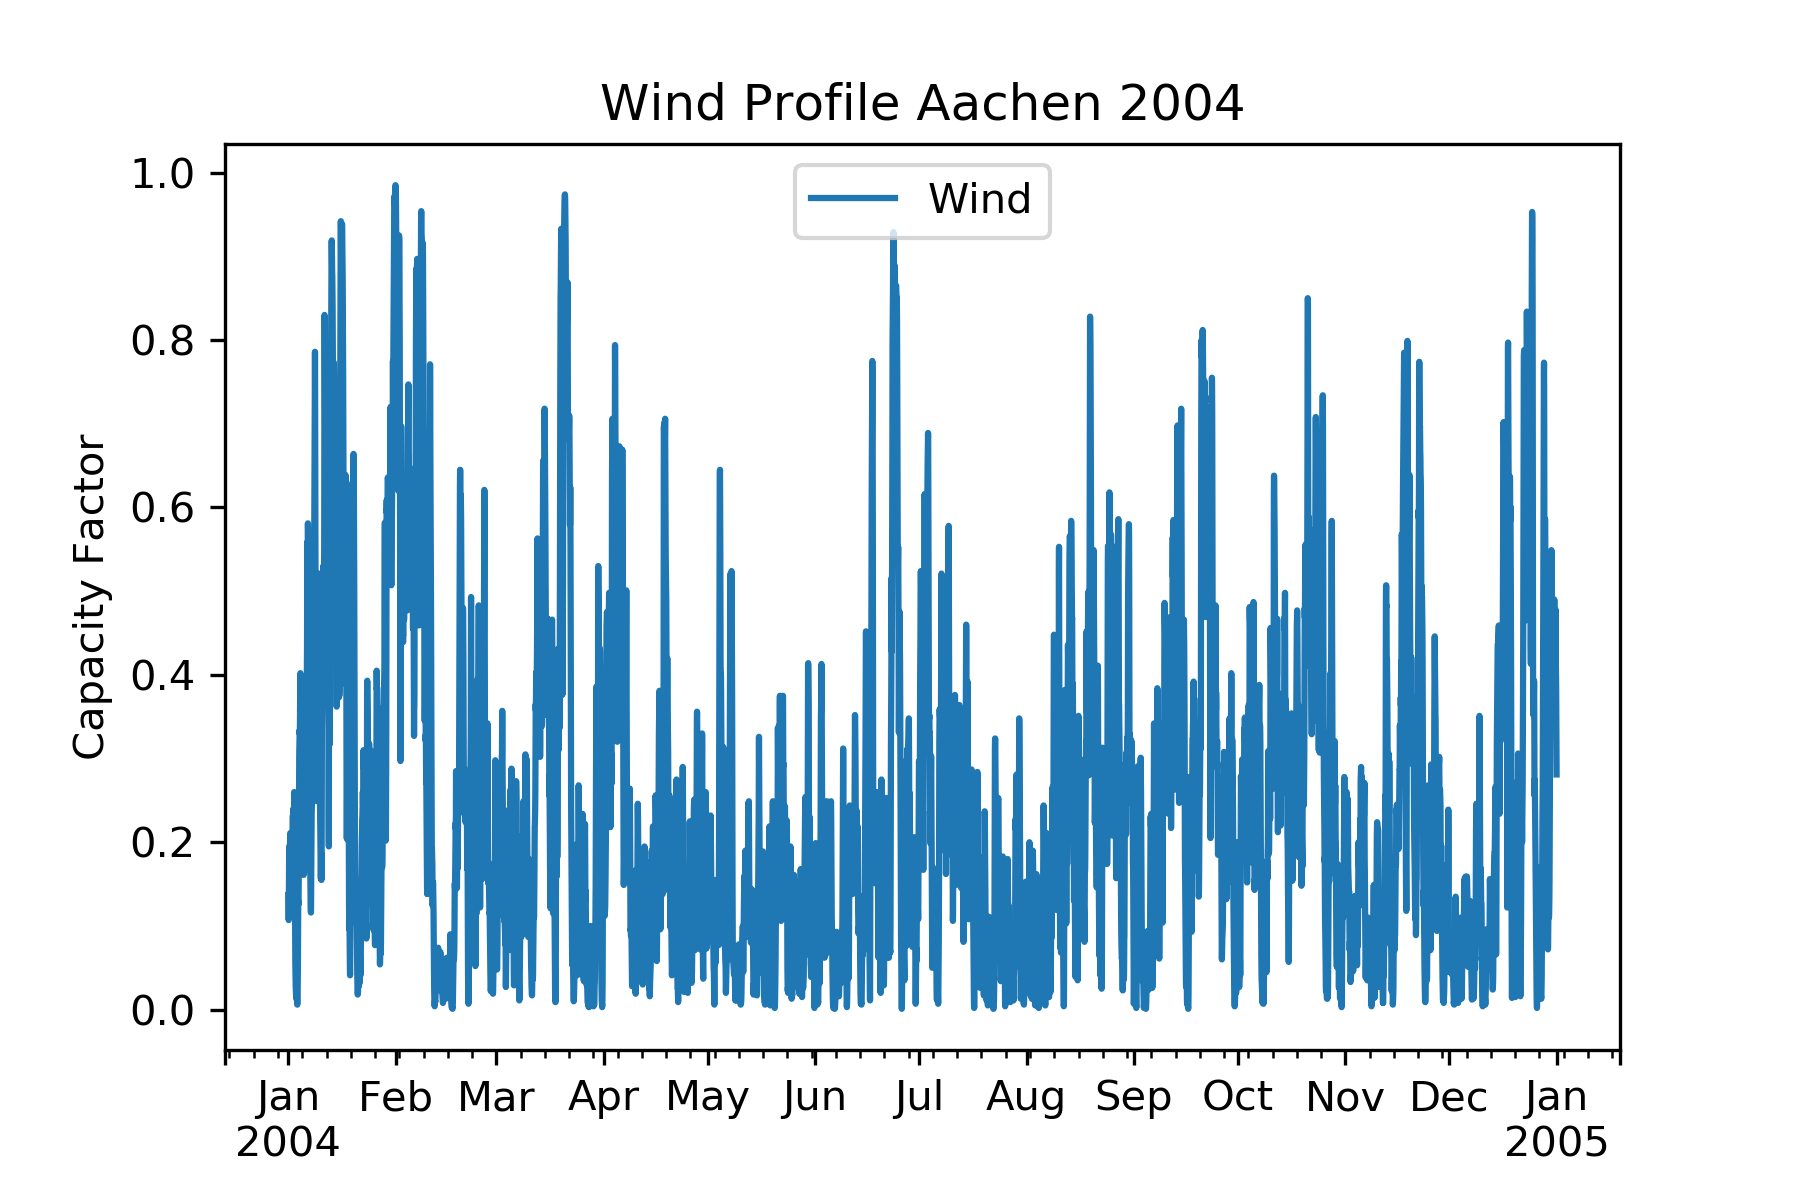 Wind Profile Aachen 2004
Wind
Capacity Factor
1.0
0.8
0.6
0.4
0.2
0.0
Jan Feb Mar Apr May Jun Jul Aug Sep Oct Nov Dec Jan
2004 2005